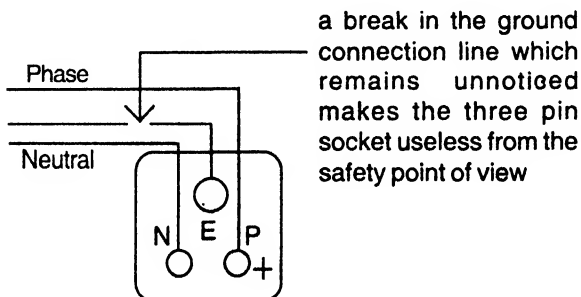 a break in the ground
connection line which
remains unnoticed
makes the three pin
socket useless from the
safety point of view
Phase
Neutral
N E P
+